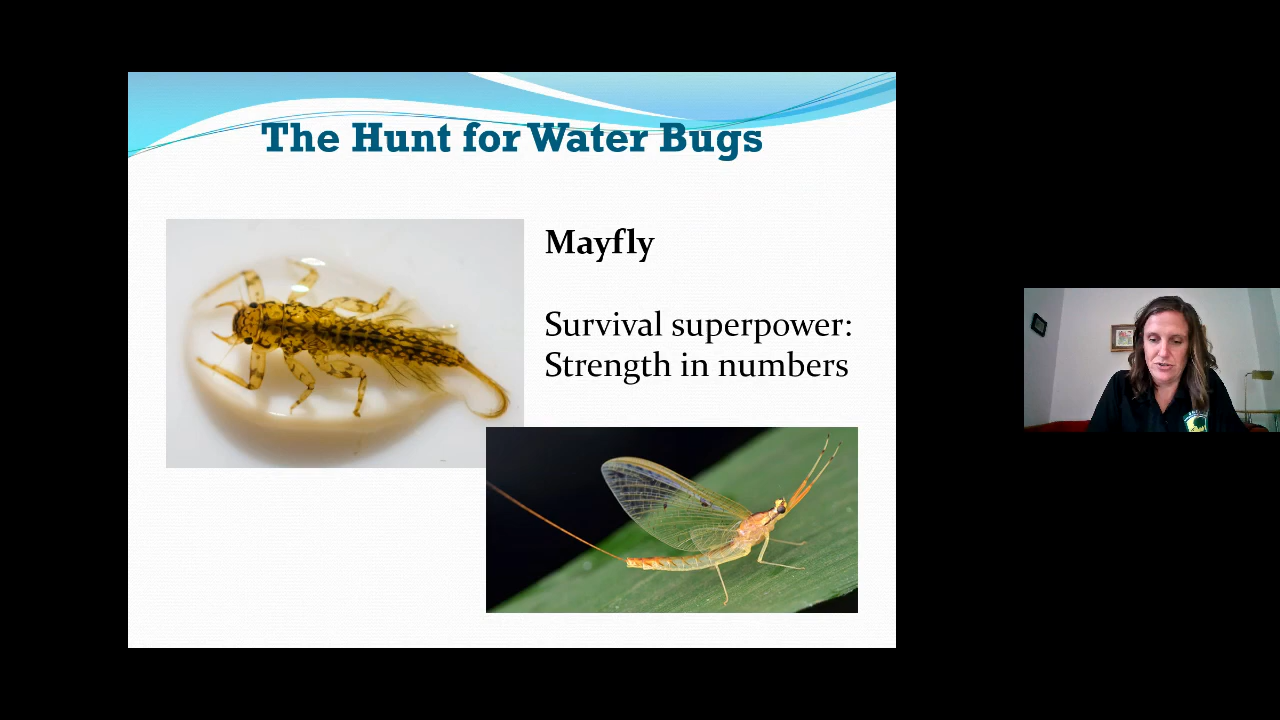 The Hunt for Water Bugs
Mayfly
Survival superpower:
Strength in numbers